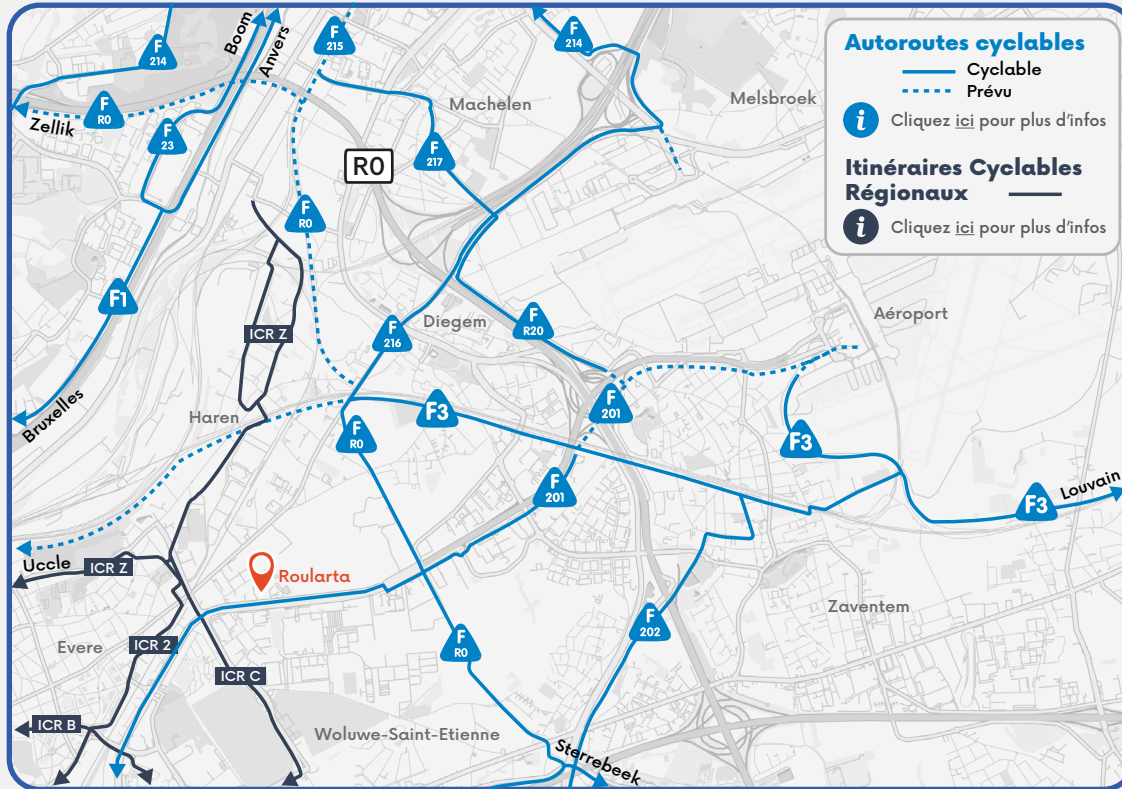 Autoroutes cyclables
Cyclable
Prévu
i Cliquez ici pour plus d'infos
Itinéraires Cyclables
Régionaux
i Cliquez ici pour plus d'infos
Boom
Anvers
F 215
F 214
F 214
Machelen
Melsbroek
F R0
Zellik
F 23
F 217
R0
F R0
F1
Aéroport
Diegem
F R20
ICR Z
F 216
Bruxelles
Haren
F3
F 201
F R0
F3
F 201
Louvain
F3
Uccle
ICR Z
Roularta
Zaventem
F 202
Evere
ICR 2
F R0
ICR C
ICR B
Woluwe-Saint-Etienne
Sterrebeek